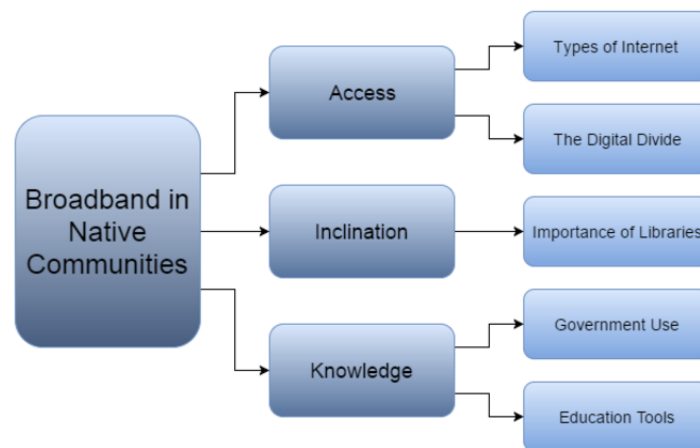 Broadband in
Native
Communities
Access
Types of Internet
The Digital Divide
Inclination
Importance of Libraries
Knowledge
Government Use
Education Tools